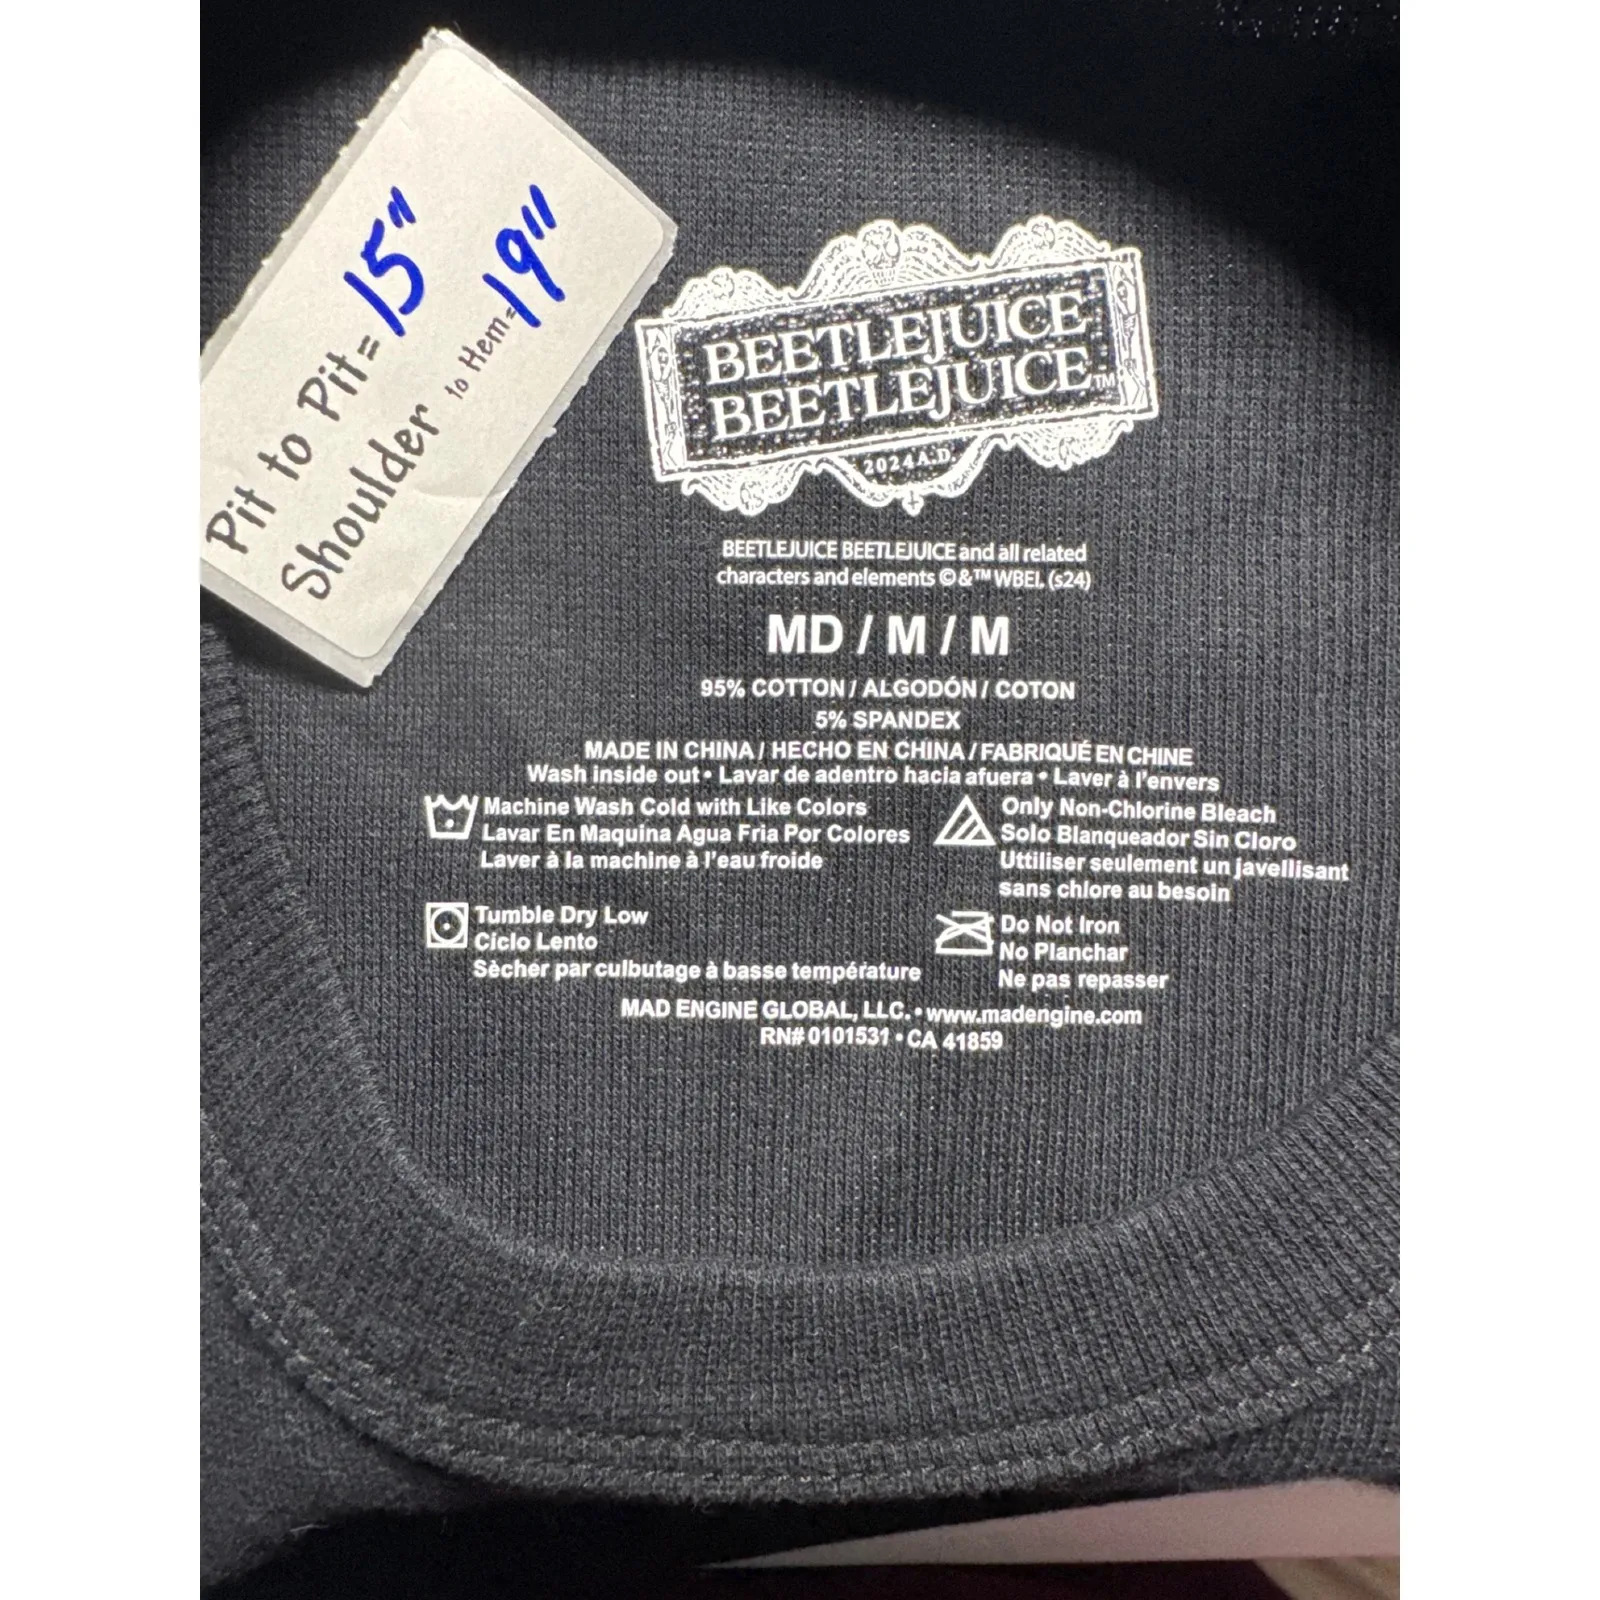 Pit to Pit= 15"
Shoulder to Hem= 19"
BEETLEJUICE
BEETLEJUICE™
2024 A.D.
BEETLEJUICE BEETLEJUICE and all related
characters and elements © & ™ WBEI. (s24)
MD / M / M
95% COTTON / ALGODÓN / COTON
5% SPANDEX
MADE IN CHINA / HECHO EN CHINA / FABRIQUÉ EN CHINE
Wash inside out • Lavar de adentro hacia afuera • Laver à l'envers
Machine Wash Cold with Like Colors
Lavar En Maquina Agua Fria Por Colores
Laver à la machine à l'eau froide
Only Non-Chlorine Bleach
Solo Blanqueador Sin Cloro
Uttiliser seulement un javellisant
sans chlore au besoin
Tumble Dry Low
Ciclo Lento
Sècher par culbutage à basse température
Do Not Iron
No Planchar
Ne pas repasser
MAD ENGINE GLOBAL, LLC. • www.madengine.com
RN# 0101531 • CA 41859